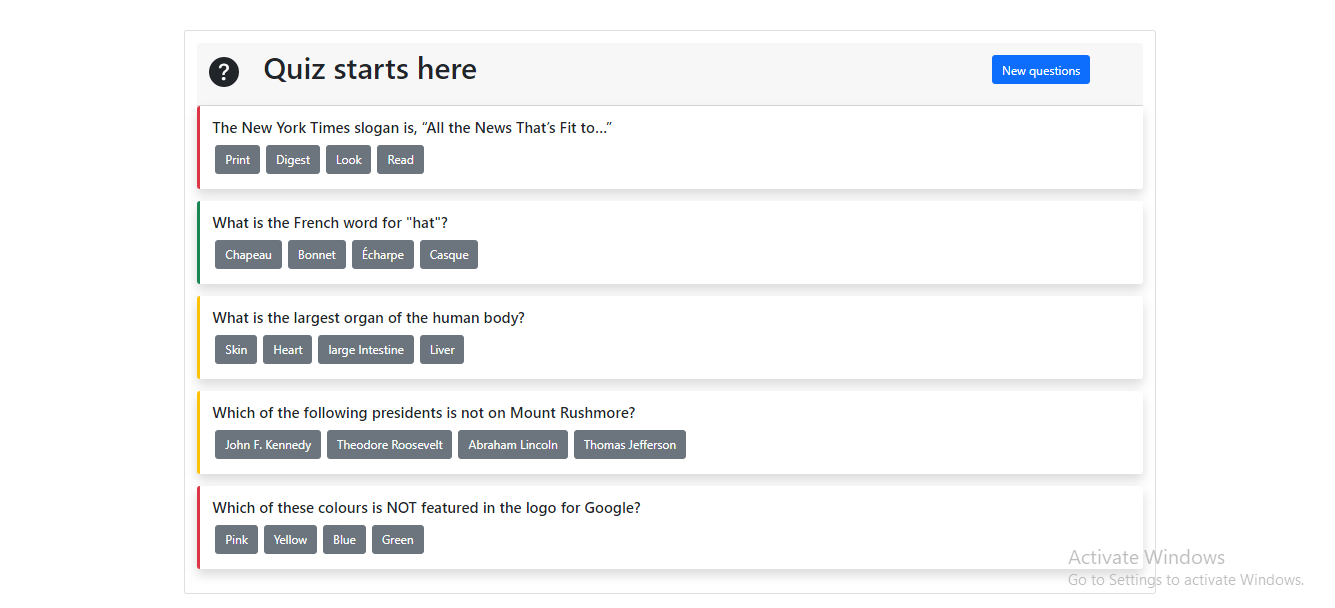 ? Quiz starts here New questions
The New York Times slogan is, “All the News That’s Fit to...”
Print Digest Look Read
What is the French word for "hat"?
Chapeau Bonnet Écharpe Casque
What is the largest organ of the human body?
Skin Heart large Intestine Liver
Which of the following presidents is not on Mount Rushmore?
John F. Kennedy Theodore Roosevelt Abraham Lincoln Thomas Jefferson
Which of these colours is NOT featured in the logo for Google?
Pink Yellow Blue Green
Activate Windows
Go to Settings to activate Windows.